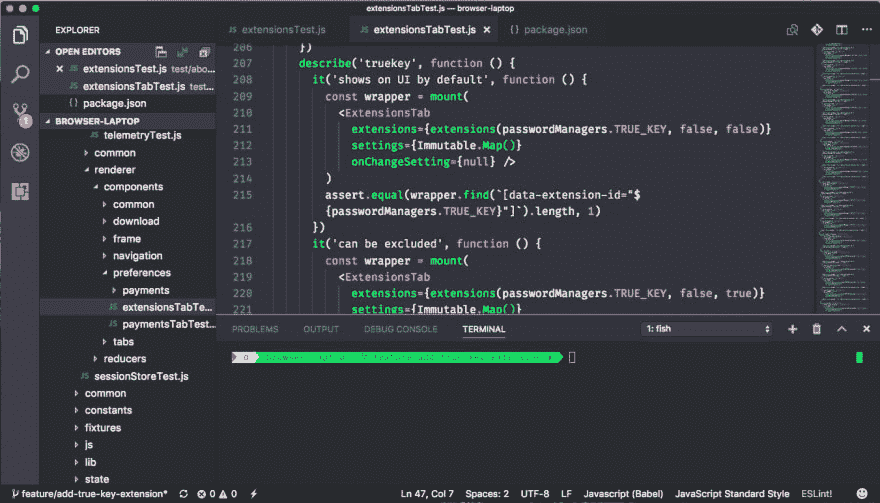 extensionsTabTest.js — browser-laptop
EXPLORER
OPEN EDITORS
extensionsTest.js test/abo...
extensionsTabTest.js test...
package.json
BROWSER-LAPTOP
telemetryTest.js
common
renderer
components
common
download
frame
navigation
preferences
payments
extensionsTabTe...
paymentsTabTest...
tabs
reducers
sessionStoreTest.js
common
constants
fixtures
js
lib
state
1
extensionsTest.js extensionsTabTest.js package.json
206 })
207 describe('truekey', function () {
208 it('shows on UI by default', function () {
209 const wrapper = mount(
210 <ExtensionsTab
211 extensions={extensions(passwordManagers.TRUE_KEY, false, false)}
212 settings={Immutable.Map()}
213 onChangeSetting={null} />
214 )
215 assert.equal(wrapper.find(`[data-extension-id="$
{passwordManagers.TRUE_KEY}"]`).length, 1)
216 })
217 it('can be excluded', function () {
218 const wrapper = mount(
219 <ExtensionsTab
220 extensions={extensions(passwordManagers.TRUE_KEY, false, true)}
221 settings={Immutable.Map()}
PROBLEMS OUTPUT DEBUG CONSOLE TERMINAL 1: fish
feature/add-true-key-extension* 0 0 Ln 47, Col 7 Spaces: 2 UTF-8 LF Javascript (Babel) JavaScript Standard Style ESLint!